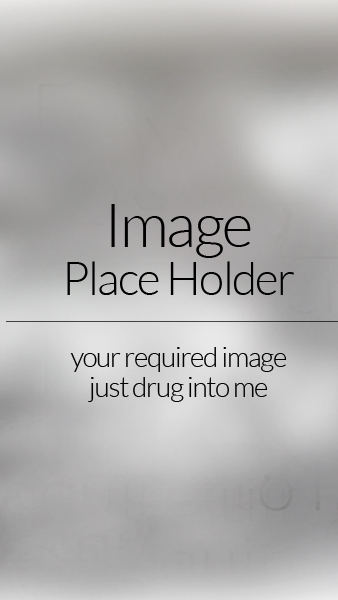 Image
Place Holder
your required image
just drug into me